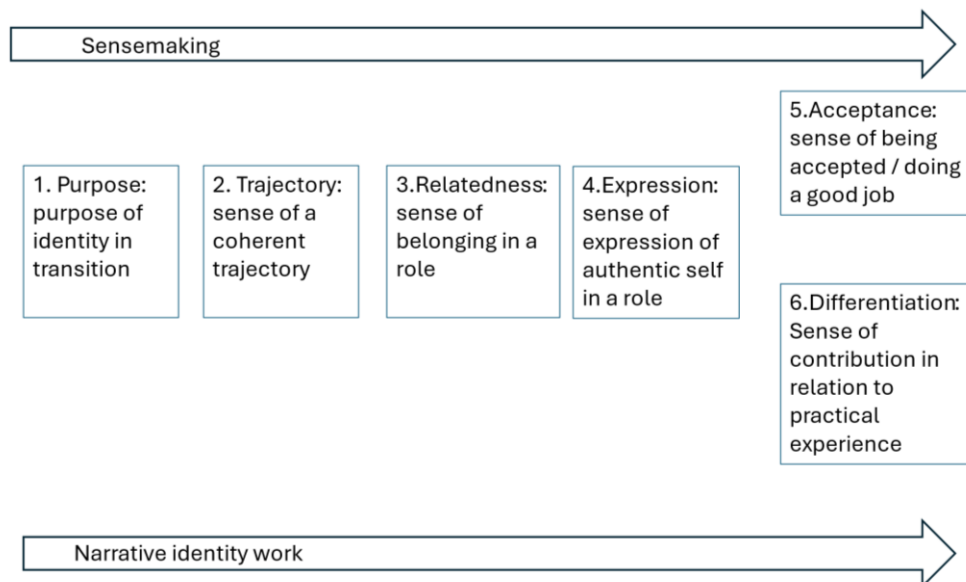 Sensemaking
1. Purpose:
purpose of
identity in
transition
2. Trajectory:
sense of a
coherent
trajectory
3.Relatedness:
sense of
belonging in a
role
4.Expression:
sense of
expression of
authentic self
in a role
5.Acceptance:
sense of being
accepted / doing
a good job
6.Differentiation:
Sense of
contribution in
relation to
practical
experience
Narrative identity work